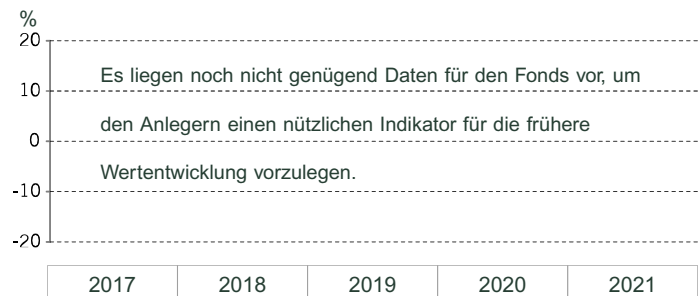 %
20
Es liegen noch nicht genügend Daten für den Fonds vor, um
10
den Anlegern einen nützlichen Indikator für die frühere
0
Wertentwicklung vorzulegen.
-10
-20
2017 2018 2019 2020 2021